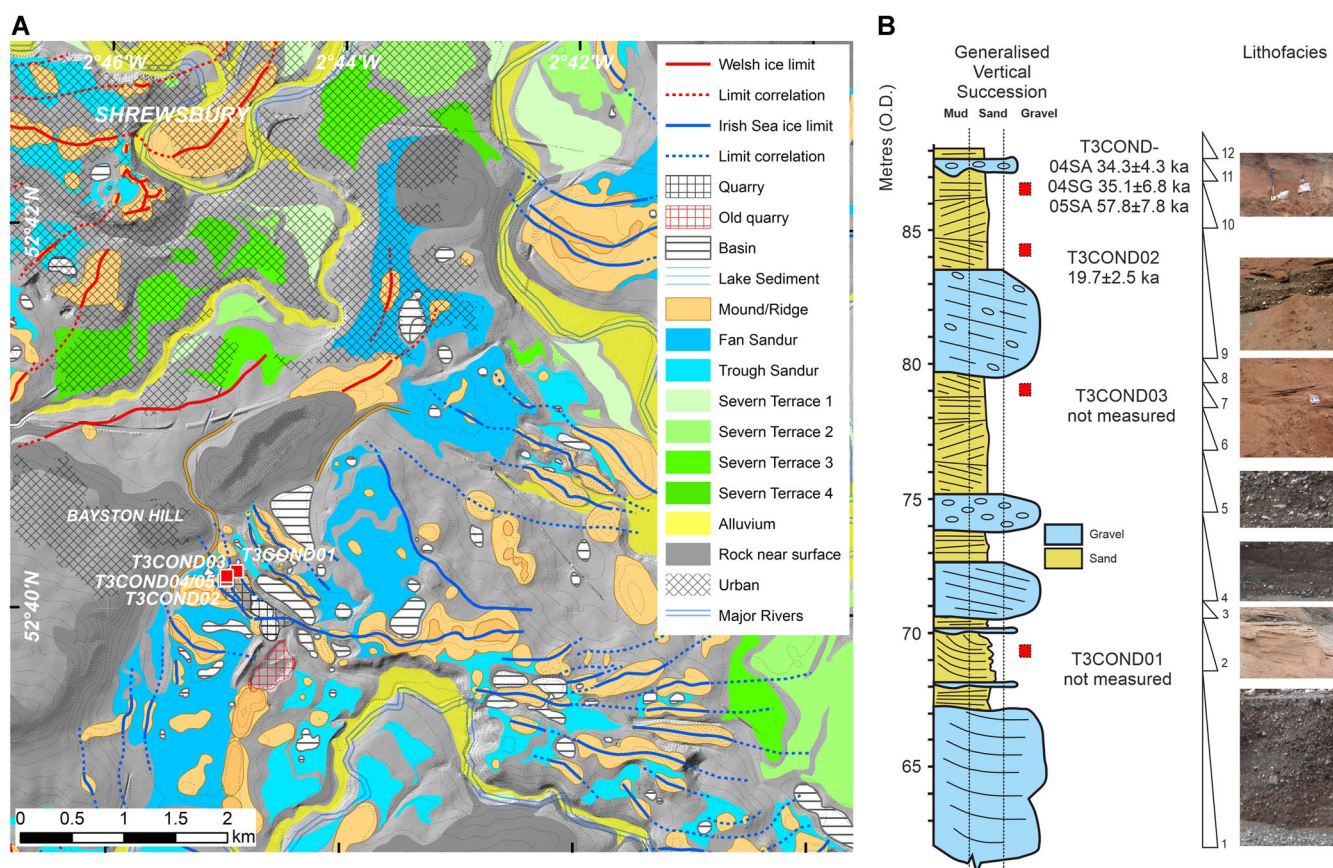 A
2°46'W
2°44'W
2°42'W
SHREWSBURY
52°42'N
BAYSTON HILL
T3COND03
T3COND01
T3COND04/05
T3COND02
52°40'N
0 0.5 1 1.5 2
km
Welsh ice limit
Limit correlation
Irish Sea ice limit
Limit correlation
Quarry
Old quarry
Basin
Lake Sediment
Mound/Ridge
Fan Sandur
Trough Sandur
Severn Terrace 1
Severn Terrace 2
Severn Terrace 3
Severn Terrace 4
Alluvium
Rock near surface
Urban
Major Rivers
B
Generalised
Vertical
Succession
Lithofacies
Mud Sand Gravel
Metres (O.D.)
85
80
75
70
65
T3COND-
04SA 34.3±4.3 ka
04SG 35.1±6.8 ka
05SA 57.8±7.8 ka
T3COND02
19.7±2.5 ka
T3COND03
not measured
Gravel
Sand
T3COND01
not measured
12
11
10
9
8
7
6
5
4
3
2
1